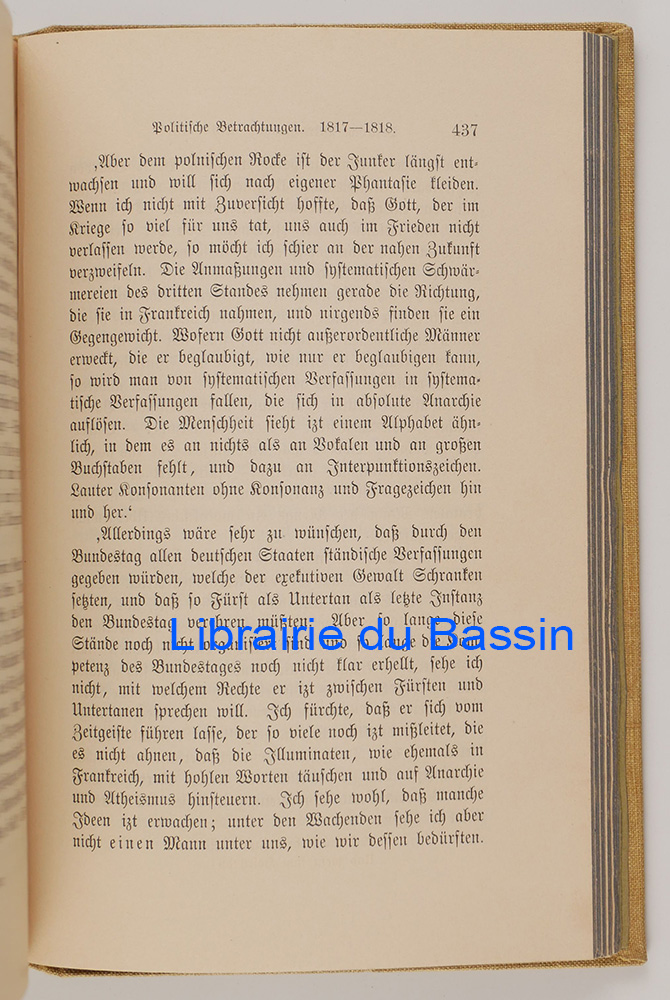 Politische Betrachtungen. 1817—1818. 437
‚Aber dem polnischen Rocke ist der Junker längst ent-
wachsen und will sich nach eigener Phantasie kleiden.
Wenn ich nicht mit Zuversicht hoffte, daß Gott, der im
Kriege so viel für uns tat, uns auch im Frieden nicht
verlassen werde, so möcht ich schier an der nahen Zukunft
verzweifeln. Die Anmaßungen und systematischen Schwär-
mereien des dritten Standes nehmen gerade die Richtung,
die sie in Frankreich nahmen, und nirgends finden sie ein
Gegengewicht. Wofern Gott nicht außerordentliche Männer
erweckt, die er beglaubigt, wie nur er beglaubigen kann,
so wird man von systematischen Verfassungen in systema-
tische Verfassungen fallen, die sich in absolute Anarchie
auflösen. Die Menschheit sieht izt einem Alphabet ähn-
lich, in dem es an nichts als an Vokalen und an großen
Buchstaben fehlt, und dazu an Interpunktionszeichen.
Lauter Konsonanten ohne Konsonanz und Fragezeichen hin
und her.‘
‚Allerdings wäre sehr zu wünschen, daß durch den
Bundestag allen deutschen Staaten ständische Verfassungen
gegeben würden, welche der exekutiven Gewalt Schranken
setzten, und daß so Fürst als Untertan als letzte Instanz
den Bundestag verehren müßten. Aber so lange diese
Stände noch nicht organisiert sind und so lange die Kom-
petenz des Bundestages noch nicht klar erhellt, sehe ich
nicht, mit welchem Rechte er izt zwischen Fürsten und
Untertanen sprechen will. Ich fürchte, daß er sich vom
Zeitgeiste führen lasse, der so viele noch izt mißleitet, die
es nicht ahnen, daß die Illuminaten, wie ehemals in
Frankreich, mit hohlen Worten täuschen und auf Anarchie
und Atheismus hinsteuern. Ich sehe wohl, daß manche
Ideen izt erwachen; unter den Wachenden sehe ich aber
nicht einen Mann unter uns, wie wir dessen bedürften.
Librairie du Bassin